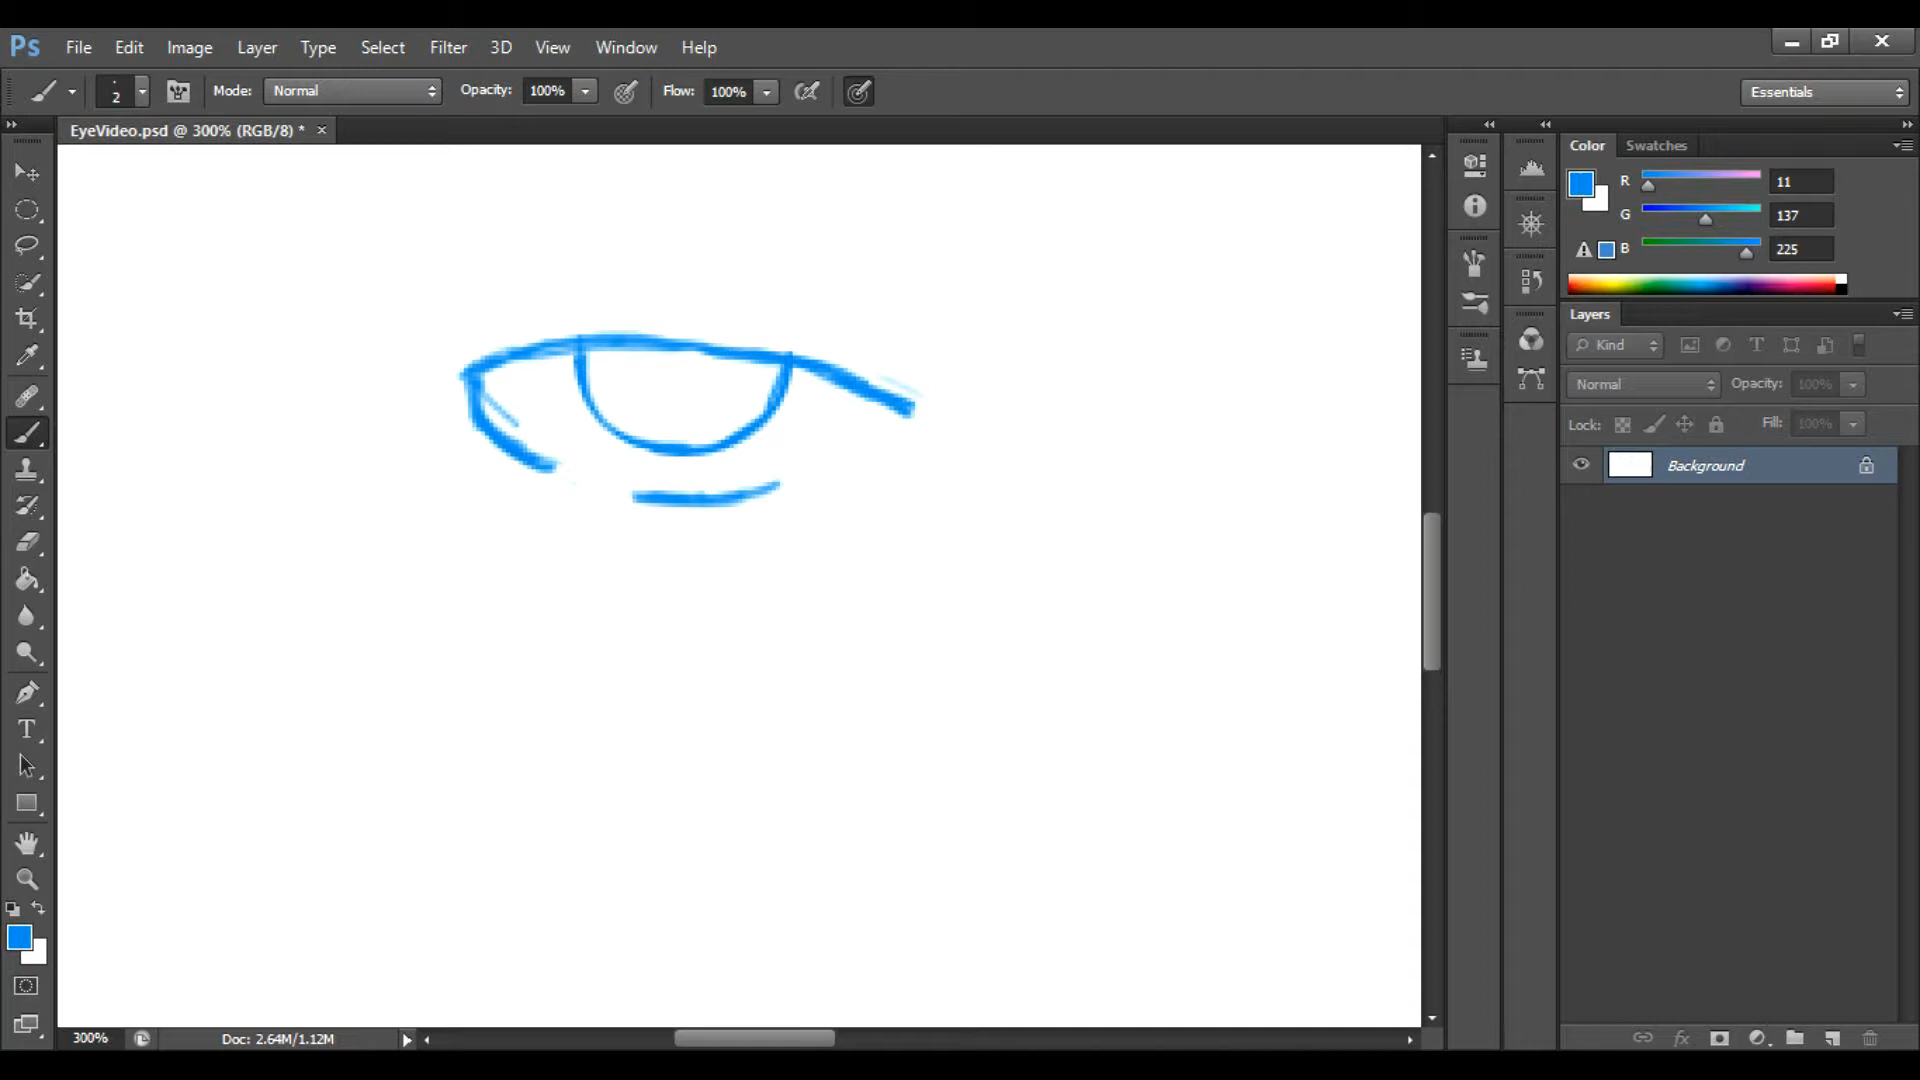 Ps File Edit Image Layer Type Select Filter 3D View Window Help
2 Mode: Normal Opacity: 100% Flow: 100% Essentials
EyeVideo.psd @ 300% (RGB/8) *
Color Swatches
R 11
G 137
B 225
Layers
Kind
Normal Opacity: 100%
Lock: Fill: 100%
Background
300% Doc: 2.64M/1.12M